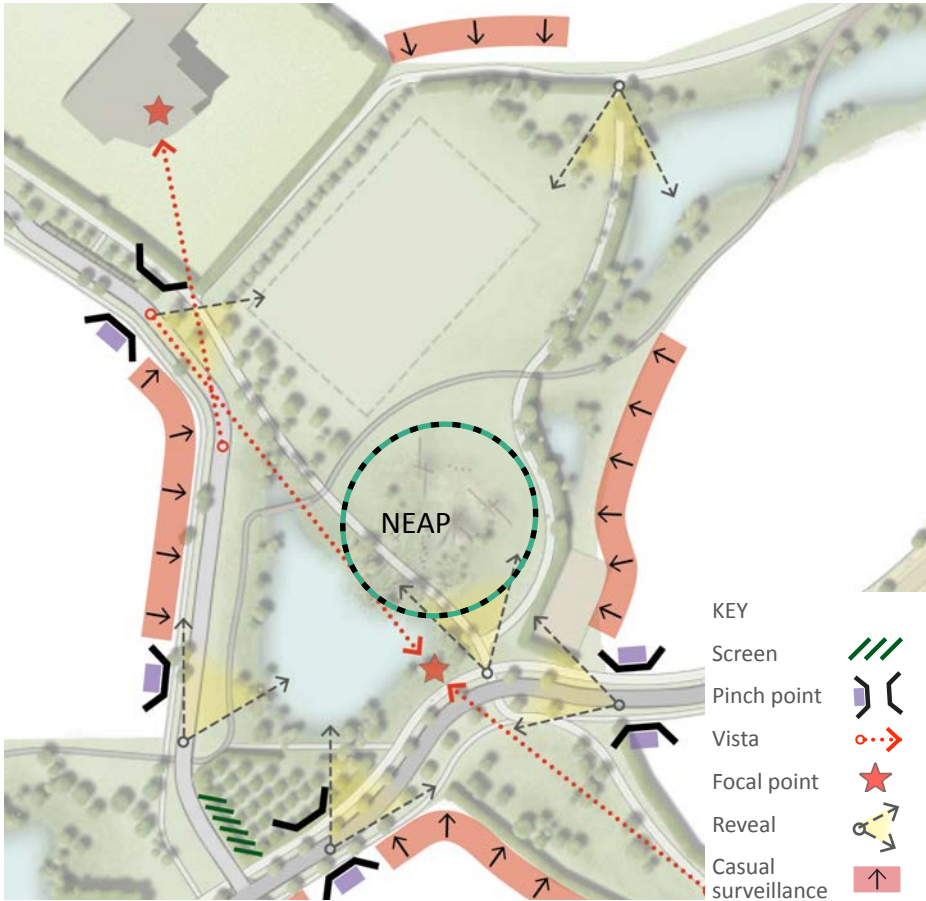 NEAP
KEY
Screen
Pinch point
Vista
Focal point
Reveal
Casual
surveillance